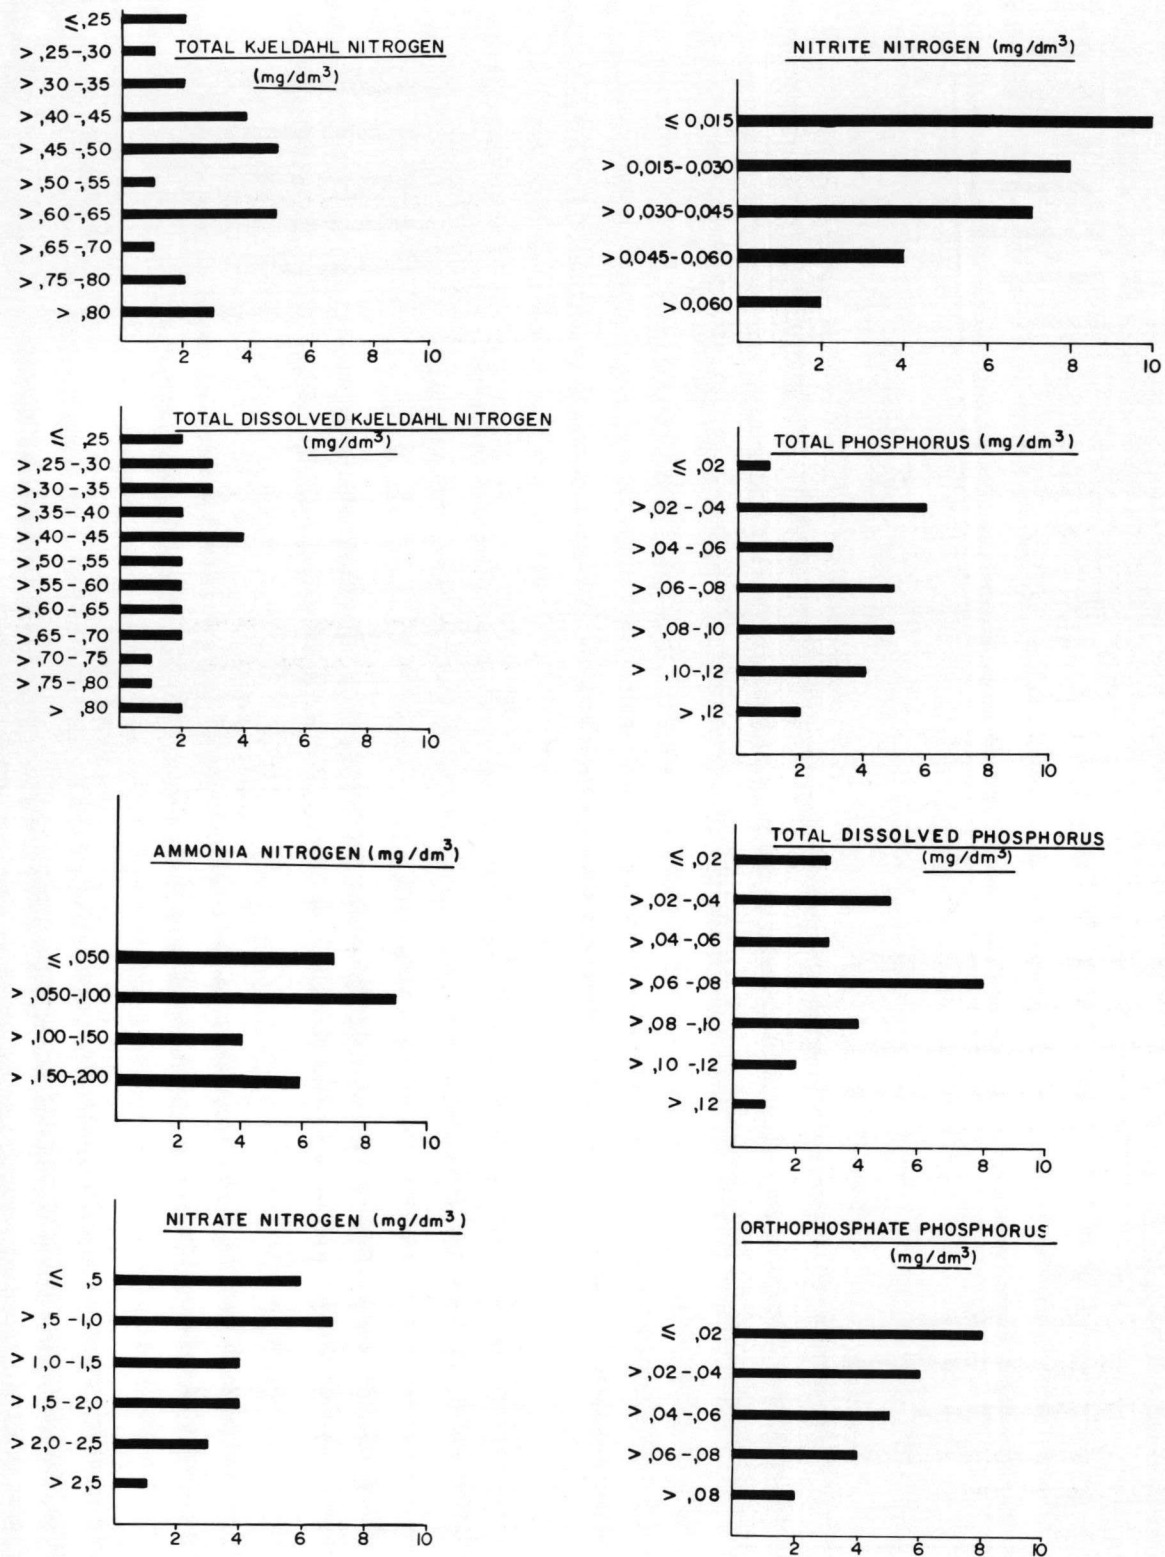 TOTAL KJELDAHL NITROGEN
(mg/dm³)
≤ ,25
> ,25-,30
> ,30-,35
> ,40-,45
> ,45-,50
> ,50-,55
> ,60-,65
> ,65-,70
> ,75-,80
> ,80
2 4 6 8 10
TOTAL DISSOLVED KJELDAHL NITROGEN
(mg/dm³)
≤ ,25
>,25-,30
>,30-,35
>,35-,40
>,40-,45
>,50-,55
>,55-,60
>,60-,65
>,65-,70
>,70-,75
>,75-,80
> ,80
2 4 6 8 10
AMMONIA NITROGEN (mg/dm³)
≤ ,050
> ,050-,100
> ,100-,150
> ,150-,200
2 4 6 8 10
NITRATE NITROGEN (mg/dm³)
≤ ,5
> ,5-1,0
> 1,0-1,5
> 1,5-2,0
> 2,0-2,5
> 2,5
2 4 6 8 10
NITRITE NITROGEN (mg/dm³)
≤ 0,015
> 0,015-0,030
> 0,030-0,045
> 0,045-0,060
> 0,060
2 4 6 8 10
TOTAL PHOSPHORUS (mg/dm³)
≤ ,02
>,02-,04
>,04-,06
> ,06-,08
> ,08-,10
> ,10-,12
> ,12
2 4 6 8 10
TOTAL DISSOLVED PHOSPHORUS
(mg/dm³)
≤ ,02
>,02-,04
>,04-,06
>,06-,08
>,08-,10
> ,10-,12
> ,12
2 4 6 8 10
ORTHOPHOSPHATE PHOSPHORUS
(mg/dm³)
≤ ,02
>,02-,04
>,04-,06
>,06-,08
> ,08
2 4 6 8 10